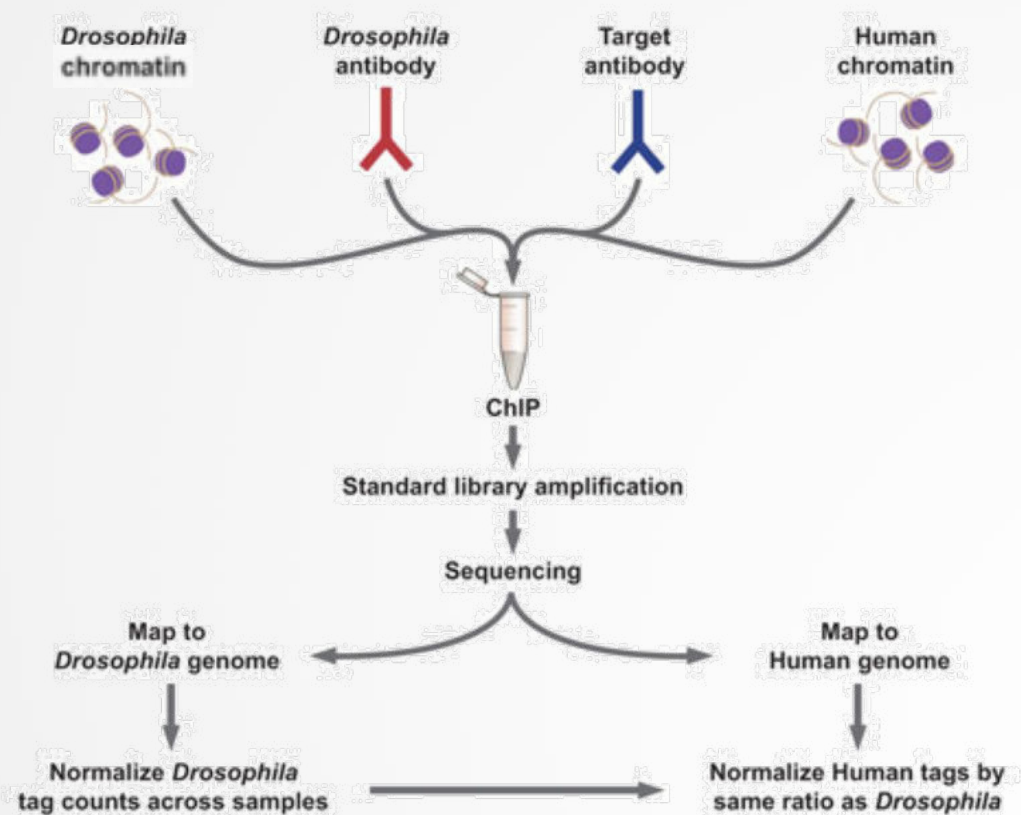 Drosophila
chromatin
Drosophila
antibody
Target
antibody
Human
chromatin
ChIP
Standard library amplification
Sequencing
Map to
Drosophila genome
Map to
Human genome
Normalize Drosophila
tag counts across samples
Normalize Human tags by
same ratio as Drosophila